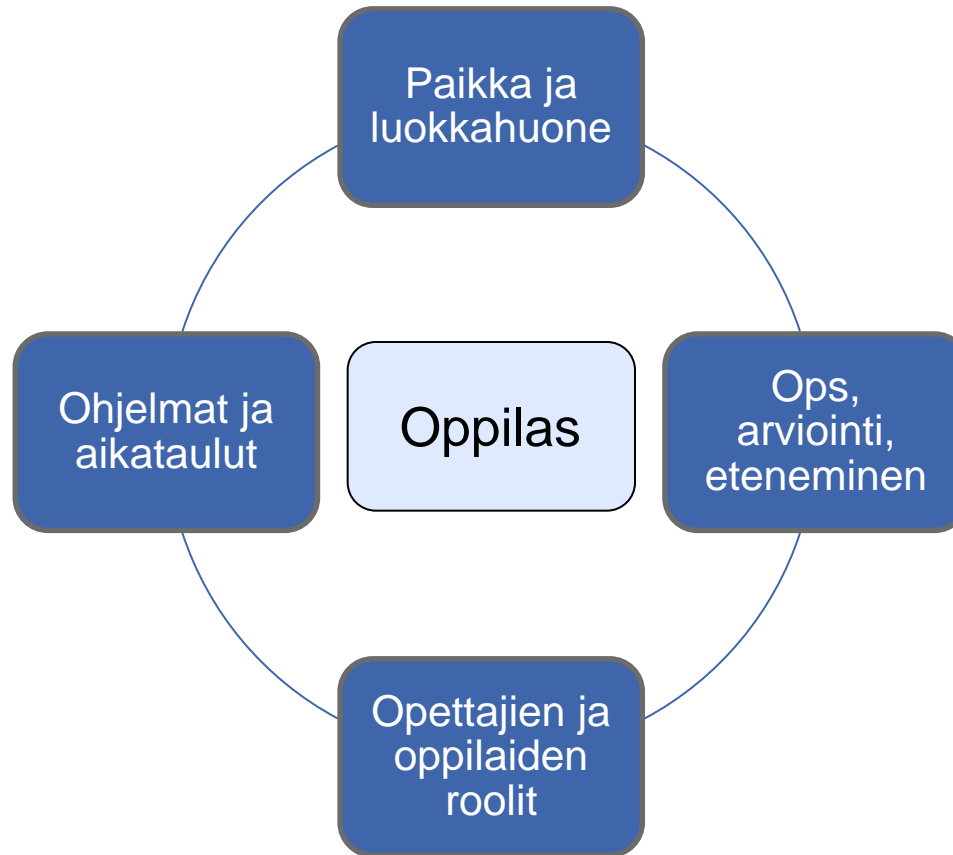 Paikka ja
luokkahuone
Ohjelmat ja
aikataulut
Oppilas
Ops,
arviointi,
eteneminen
Opettajien ja
oppilaiden
roolit